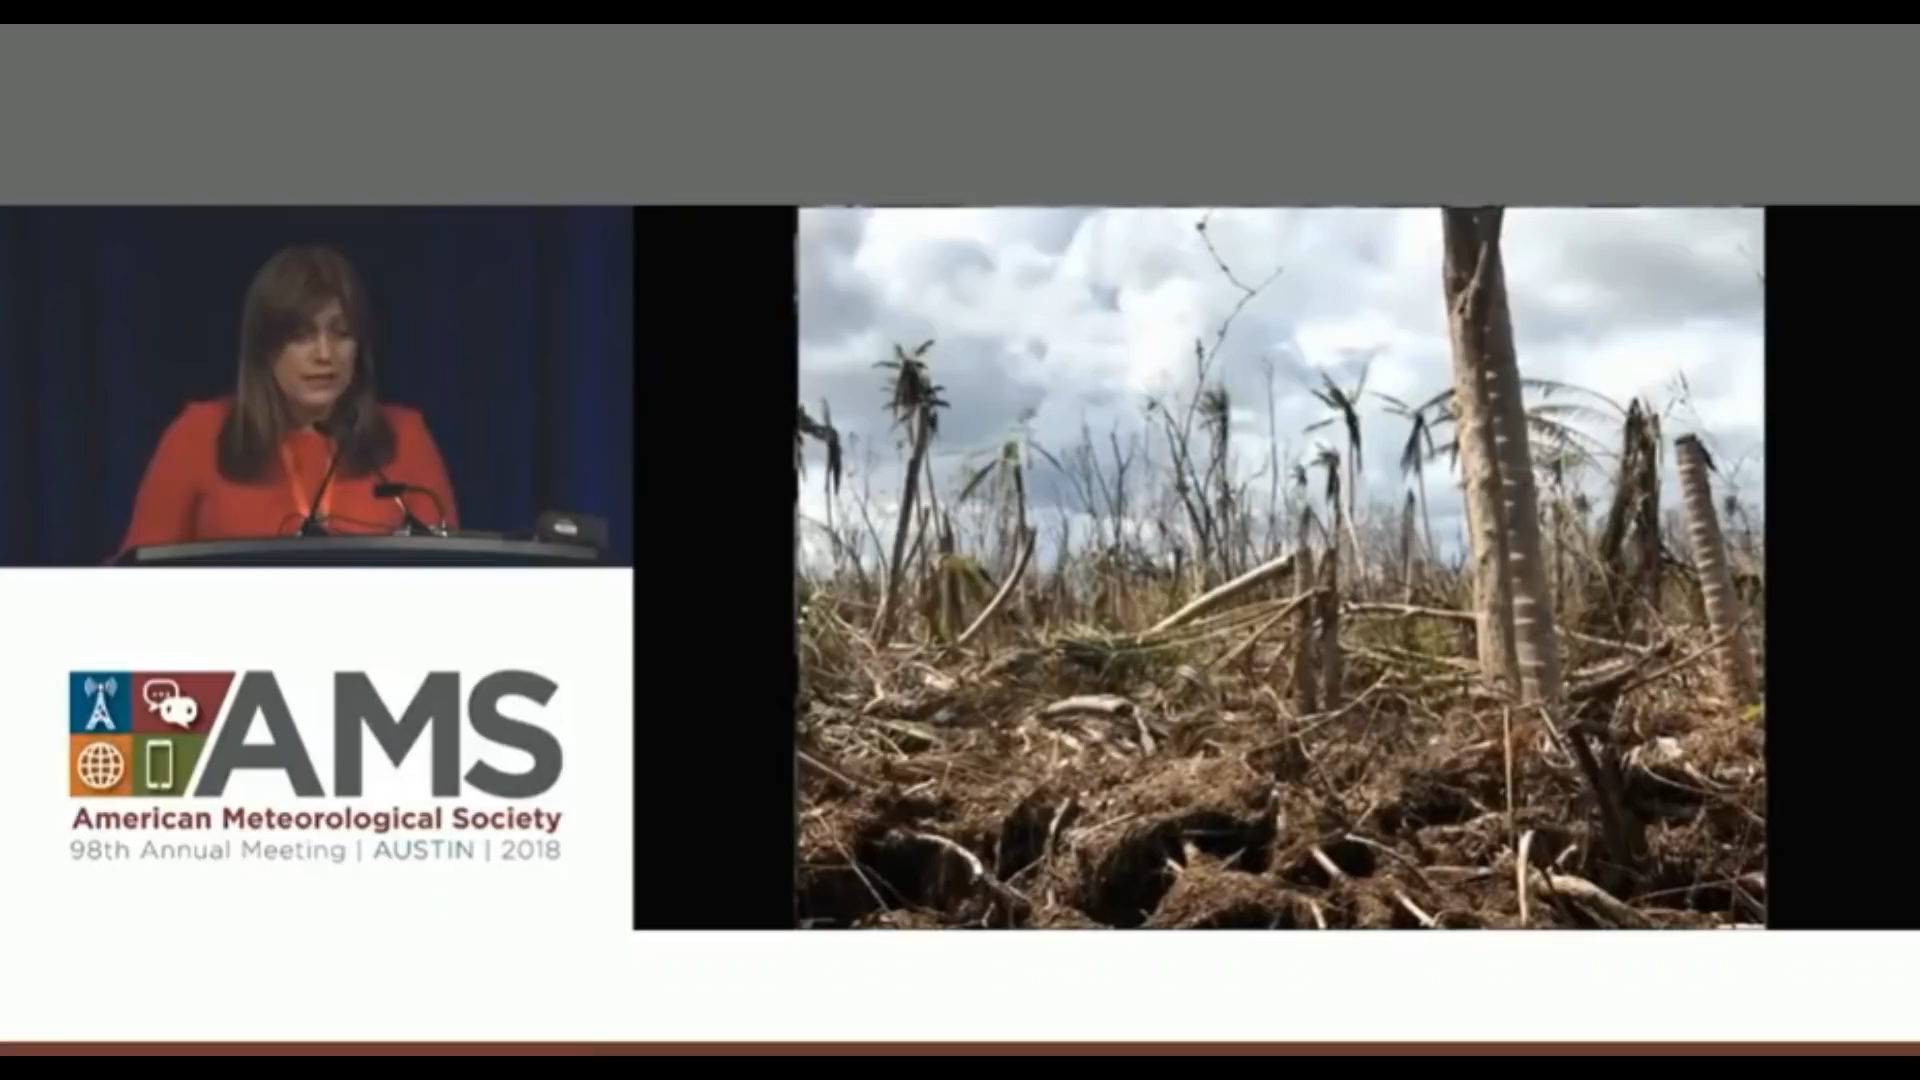 AMS
American Meteorological Society
98th Annual Meeting | AUSTIN | 2018